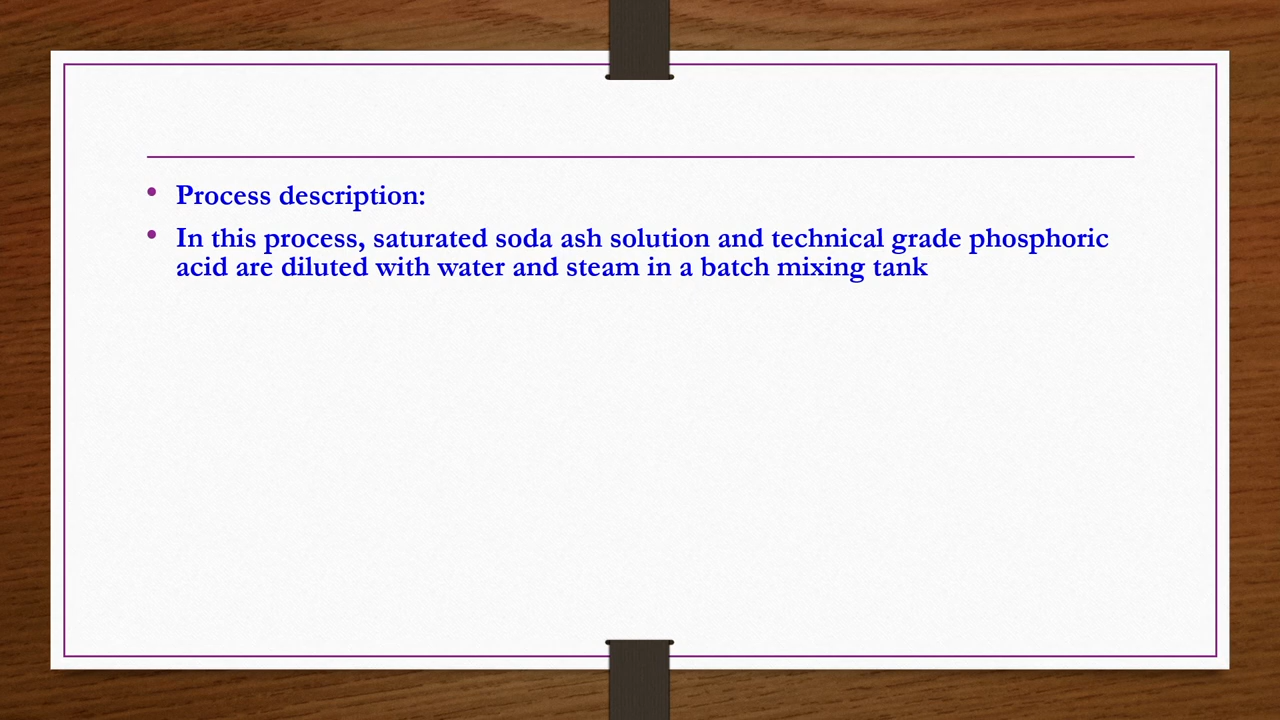 • Process description:
• In this process, saturated soda ash solution and technical grade phosphoric
acid are diluted with water and steam in a batch mixing tank